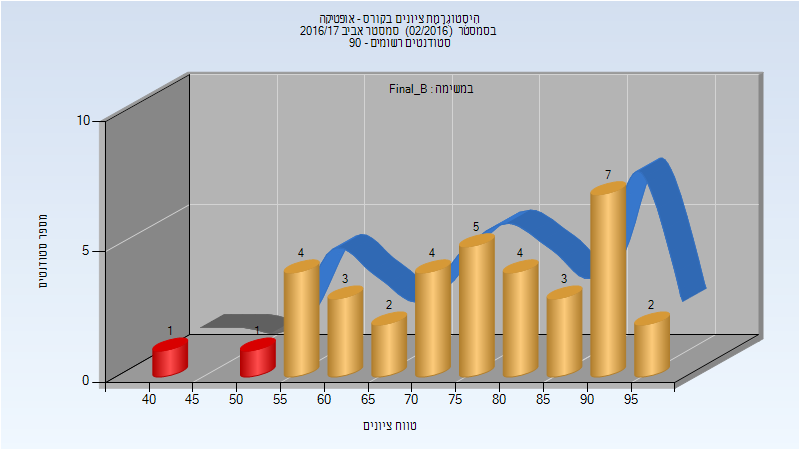 היסטוגרמת ציונים בקורס - אופטיקה
בסמסטר (02/2016) סמסטר אביב 2016/17
סטודנטים רשומים - 90
במשימה : Final_B
מספר סטודנטים
10
5
0
1
1
4
3
2
4
5
4
3
7
2
40 45 50 55 60 65 70 75 80 85 90 95
טווח ציונים